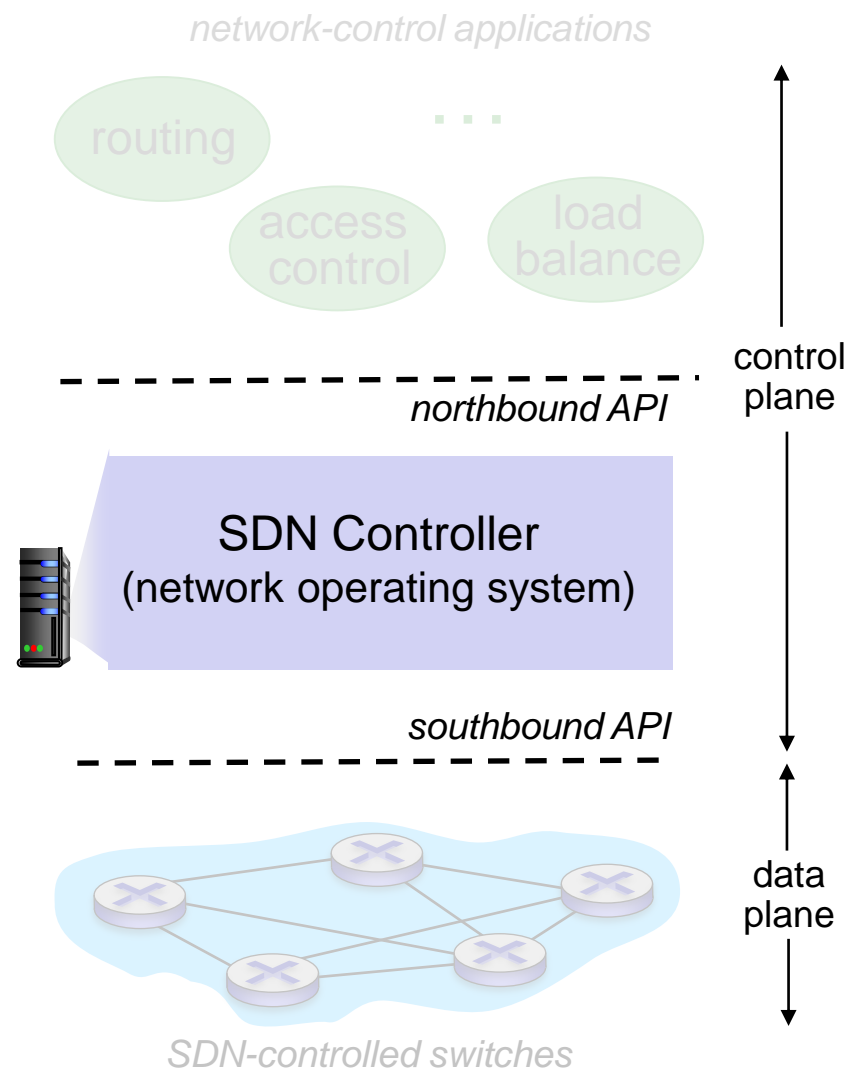 network-control applications
routing
. . .
access
control
load
balance
control
plane
northbound API
SDN Controller
(network operating system)
southbound API
data
plane
SDN-controlled switches